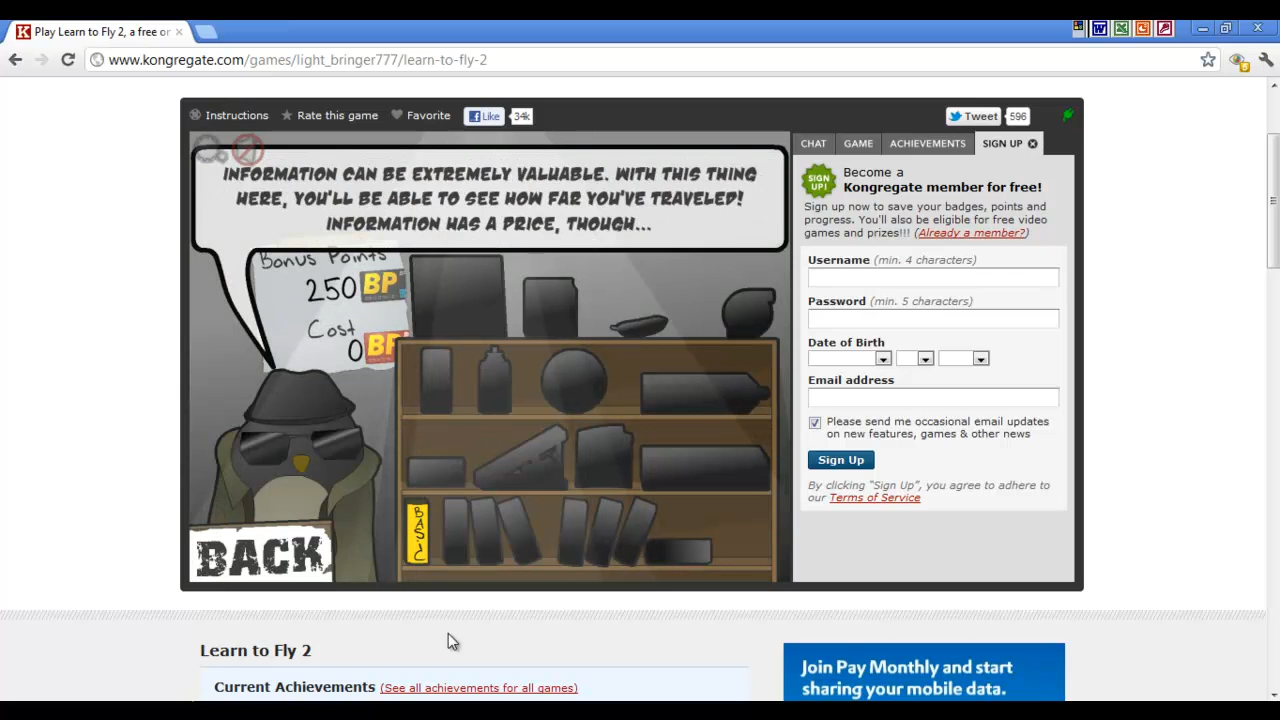 Play Learn to Fly 2, a free or
www.kongregate.com/games/light_bringer777/learn-to-fly-2
Instructions Rate this game Favorite Like 34k Tweet 596
CHAT GAME ACHIEVEMENTS SIGN UP
INFORMATION CAN BE EXTREMELY VALUABLE. WITH THIS THING
HERE, YOU'LL BE ABLE TO SEE HOW FAR YOU'VE TRAVELED!
INFORMATION HAS A PRICE, THOUGH...
Bonus Points
250 BP
Cost
0 BP
BASIC
BACK
SIGN UP!
Become a
Kongregate member for free!
Sign up now to save your badges, points and
progress. You'll also be eligible for free video
games and prizes!!! (Already a member?)
Username (min. 4 characters)
Password (min. 5 characters)
Date of Birth
Email address
Please send me occasional email updates
on new features, games & other news
Sign Up
By clicking "Sign Up", you agree to adhere to
our Terms of Service
Learn to Fly 2
Current Achievements (See all achievements for all games)
Join Pay Monthly and start
sharing your mobile data.